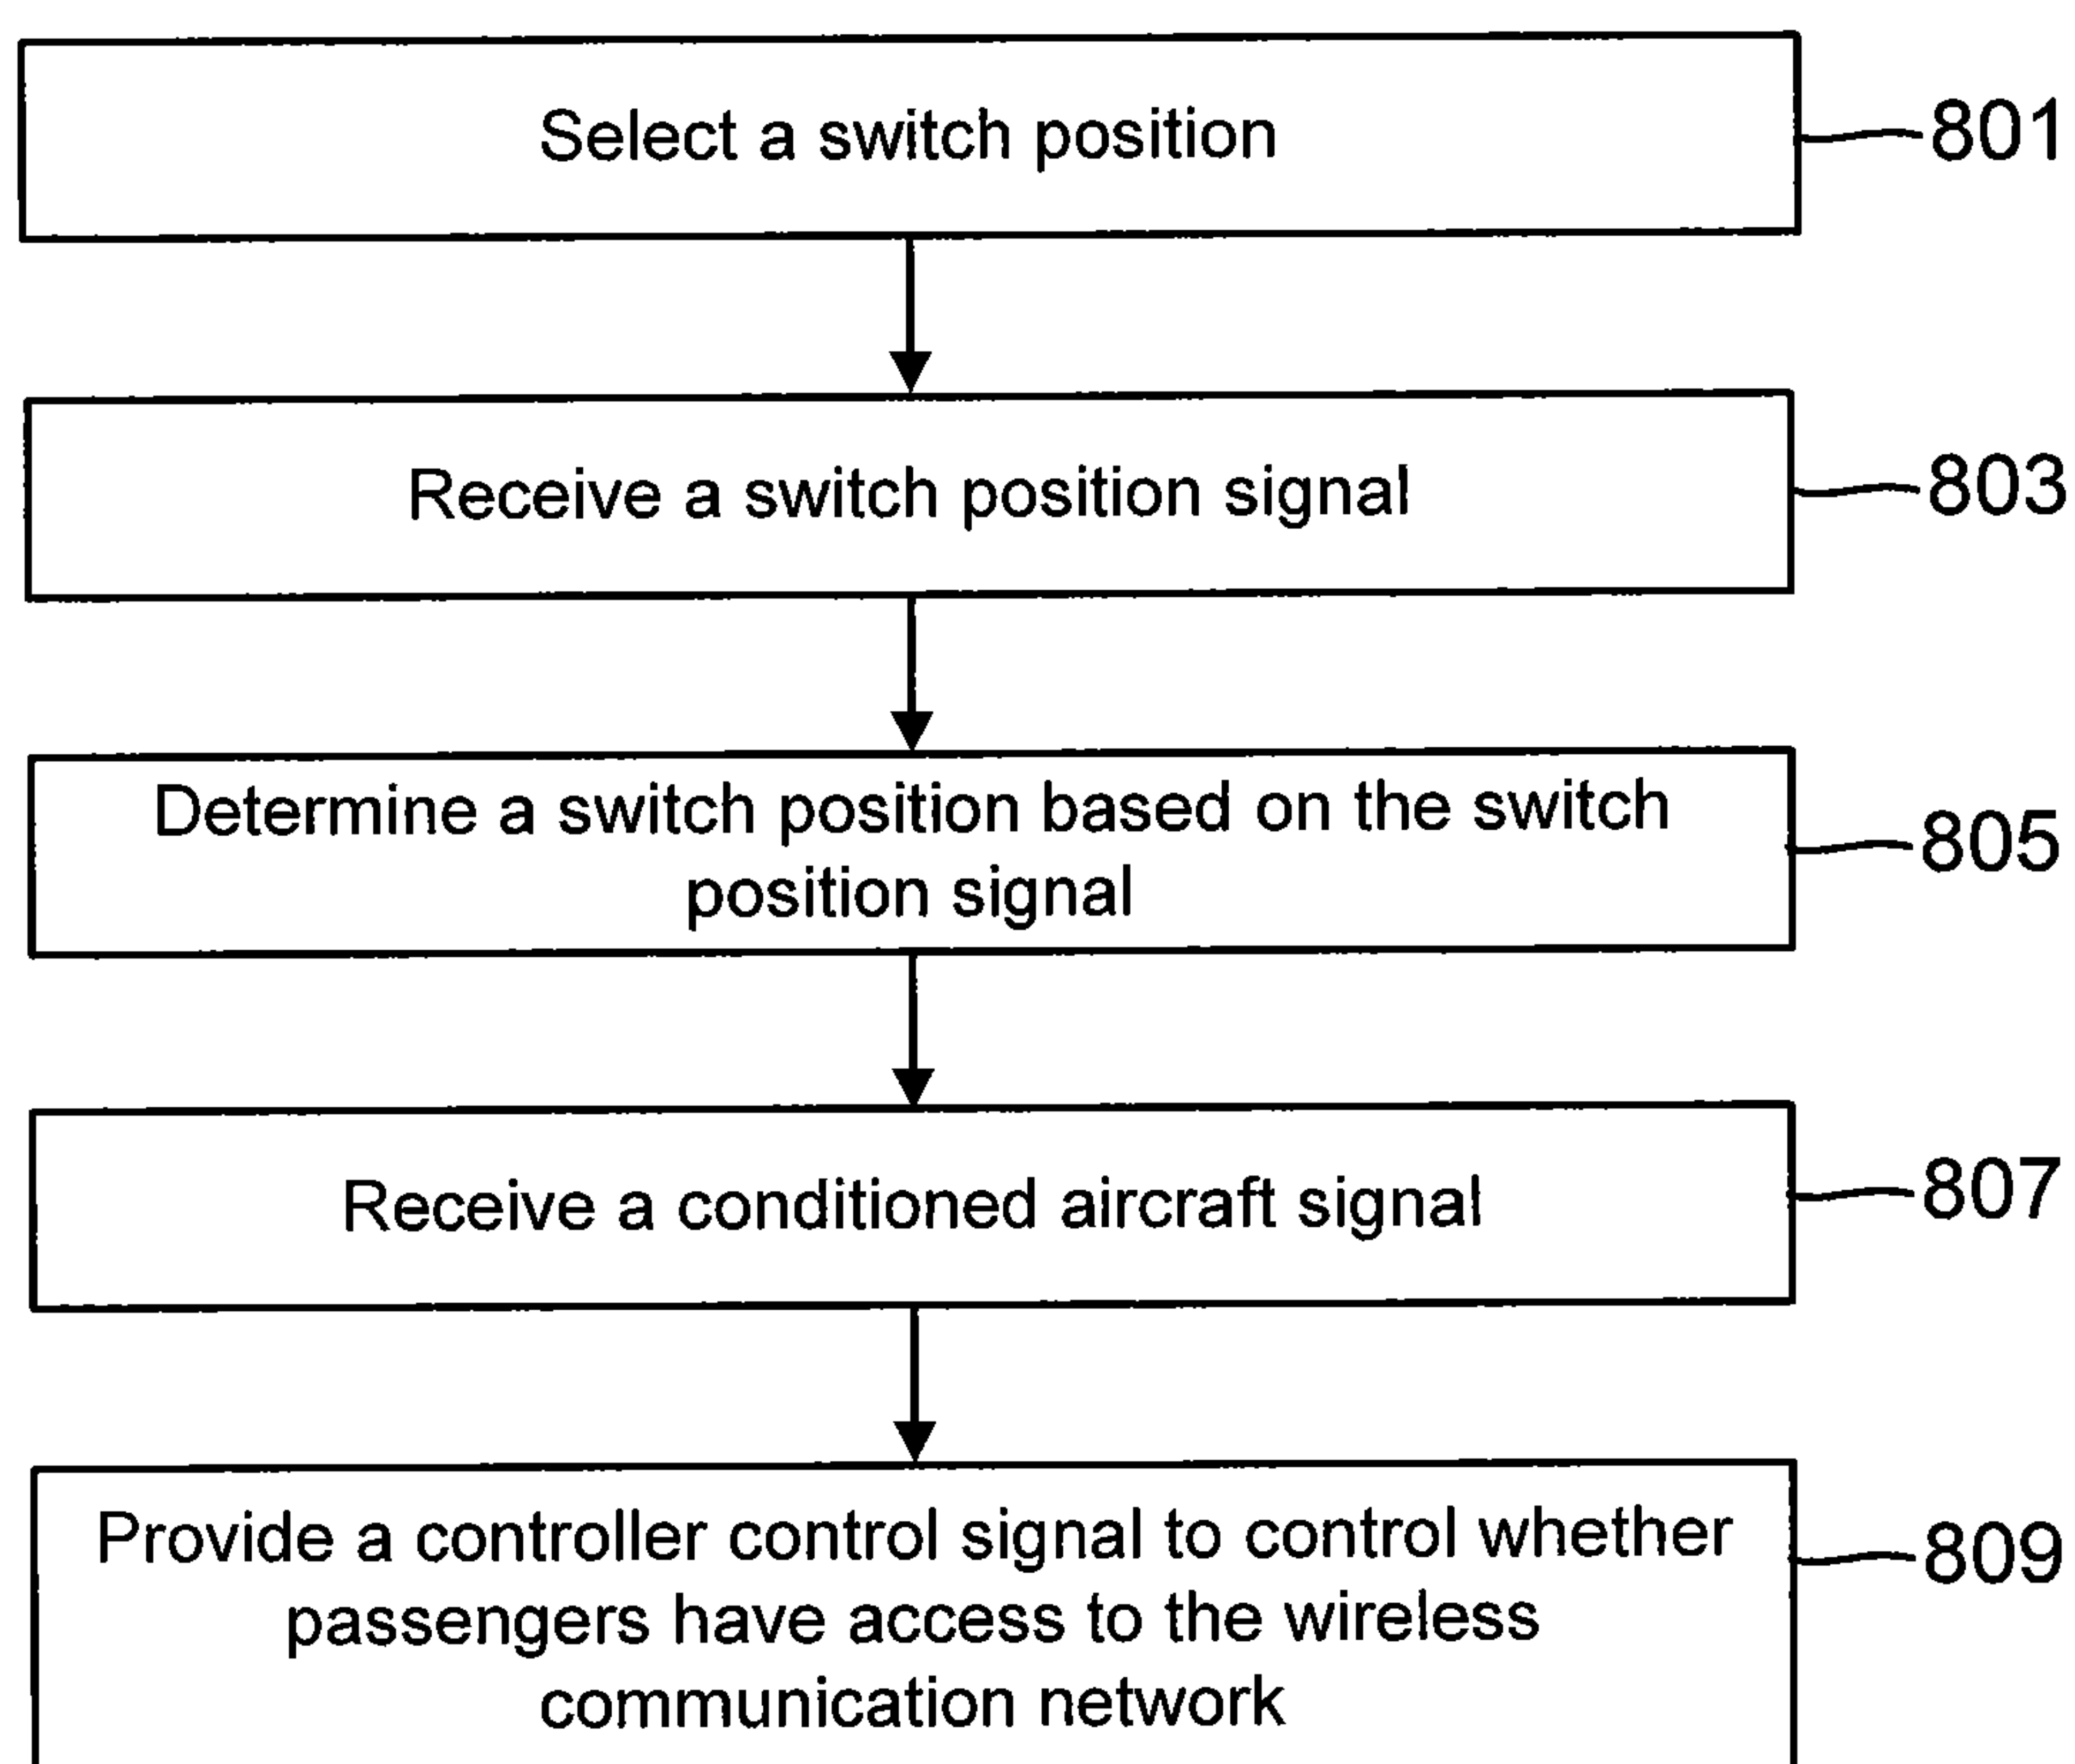 Select a switch position
801
Receive a switch position signal
803
Determine a switch position based on the switch
position signal
805
Receive a conditioned aircraft signal
807
Provide a controller control signal to control whether
passengers have access to the wireless
communication network
809